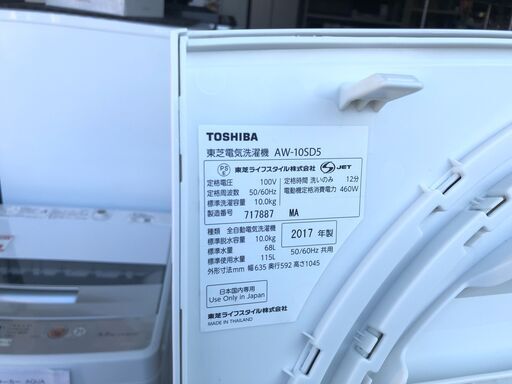 TOSHIBA
東芝電気洗濯機 AW-10SD5
PS E 東芝ライフスタイル株式会社 S JET
定格電圧 100V 定格時間 洗いのみ 12分
定格周波数 50/60Hz 電動機定格消費電力 460W
標準洗濯容量 10.0kg
製造番号 717887 MA
種類 全自動電気洗濯機 2017 年製
標準脱水容量 10.0kg
標準水量 68L 50/60Hz 共用
標準使用水量 115L
外形寸法mm 幅635 奥行592 高さ1045
日本国内専用
Use Only in Japan
東芝ライフスタイル株式会社
MADE IN THAILAND
AQUA